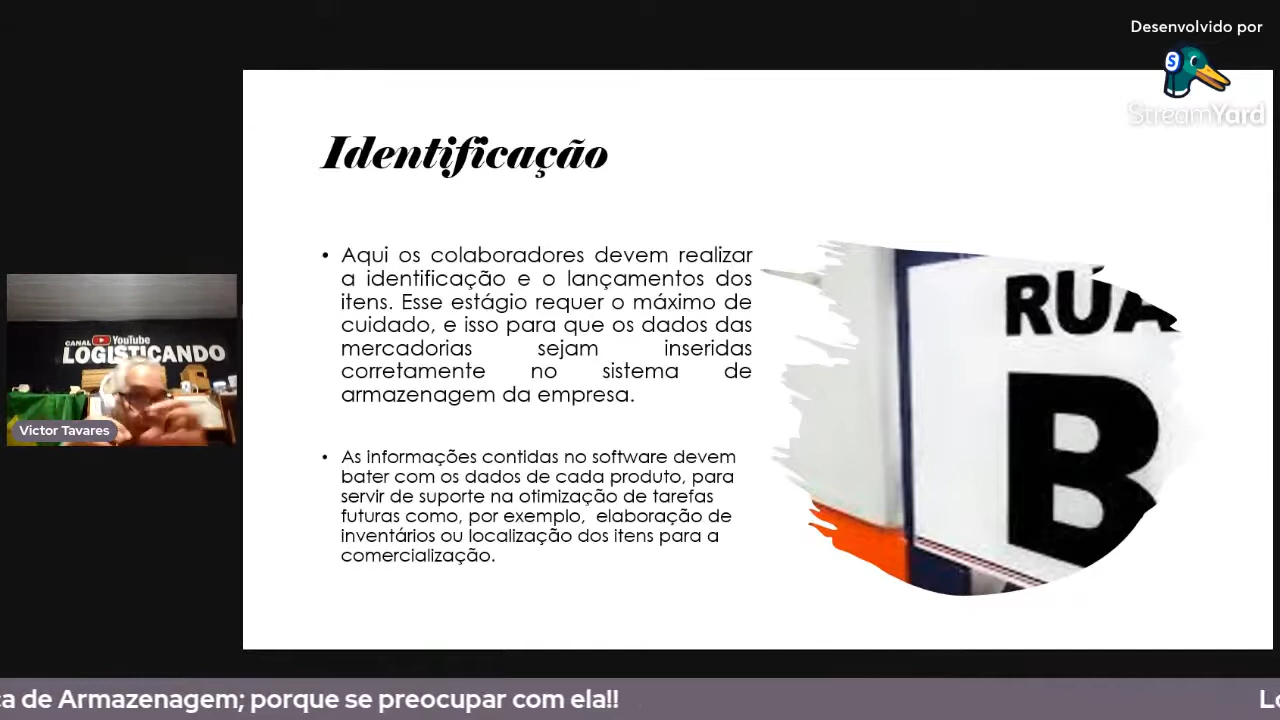 Desenvolvido por
StreamYard
Identificação
• Aqui os colaboradores devem realizar
a identificação e o lançamentos dos
itens. Esse estágio requer o máximo de
cuidado, e isso para que os dados das
mercadorias sejam inseridas
corretamente no sistema de
armazenagem da empresa.
• As informações contidas no software devem
bater com os dados de cada produto, para
servir de suporte na otimização de tarefas
futuras como, por exemplo, elaboração de
inventários ou localização dos itens para a
comercialização.
RUA
B
CANAL YouTube
LOGISTICANDO
Victor Tavares
de Armazenagem; porque se preocupar com ela!!